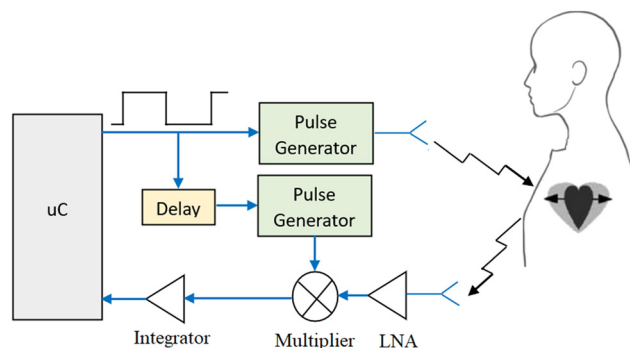 Pulse
Generator
uC
Delay
Pulse
Generator
Integrator
Multiplier
LNA